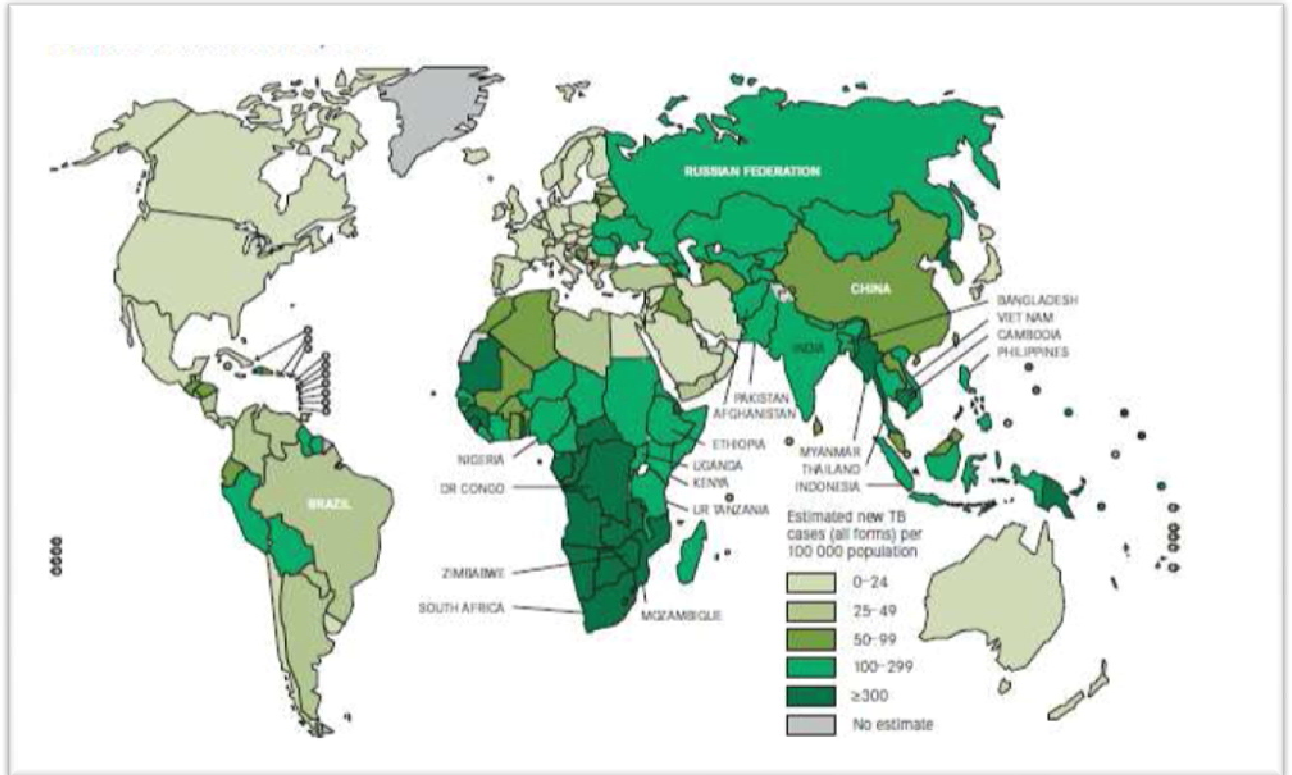 RUSSIAN FEDERATION
CHINA
BANGLADESH
VIET NAM
CAMBODIA
PHILIPPINES
INDIA
PAKISTAN
AFGHANISTAN
ETHIOPIA
NIGERIA
UGANDA
MYANMAR
KENYA
THAILAND
DR CONGO
INDONESIA
BRAZIL
UR TANZANIA
Estimated new TB
cases (all forms) per
100 000 population
ZIMBABWE
0–24
SOUTH AFRICA
25–49
MOZAMBIQUE
50–99
100–299
≥300
No estimate